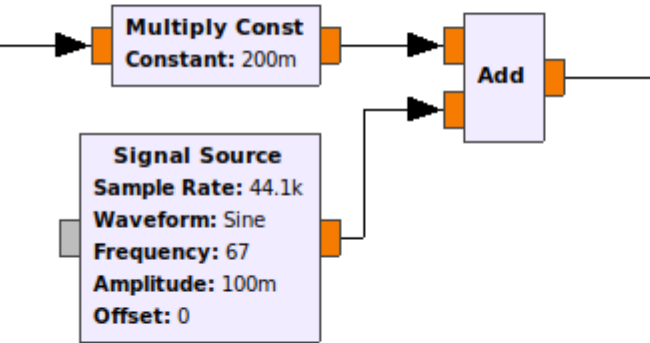 Multiply Const
Constant: 200m
Add
Signal Source
Sample Rate: 44.1k
Waveform: Sine
Frequency: 67
Amplitude: 100m
Offset: 0